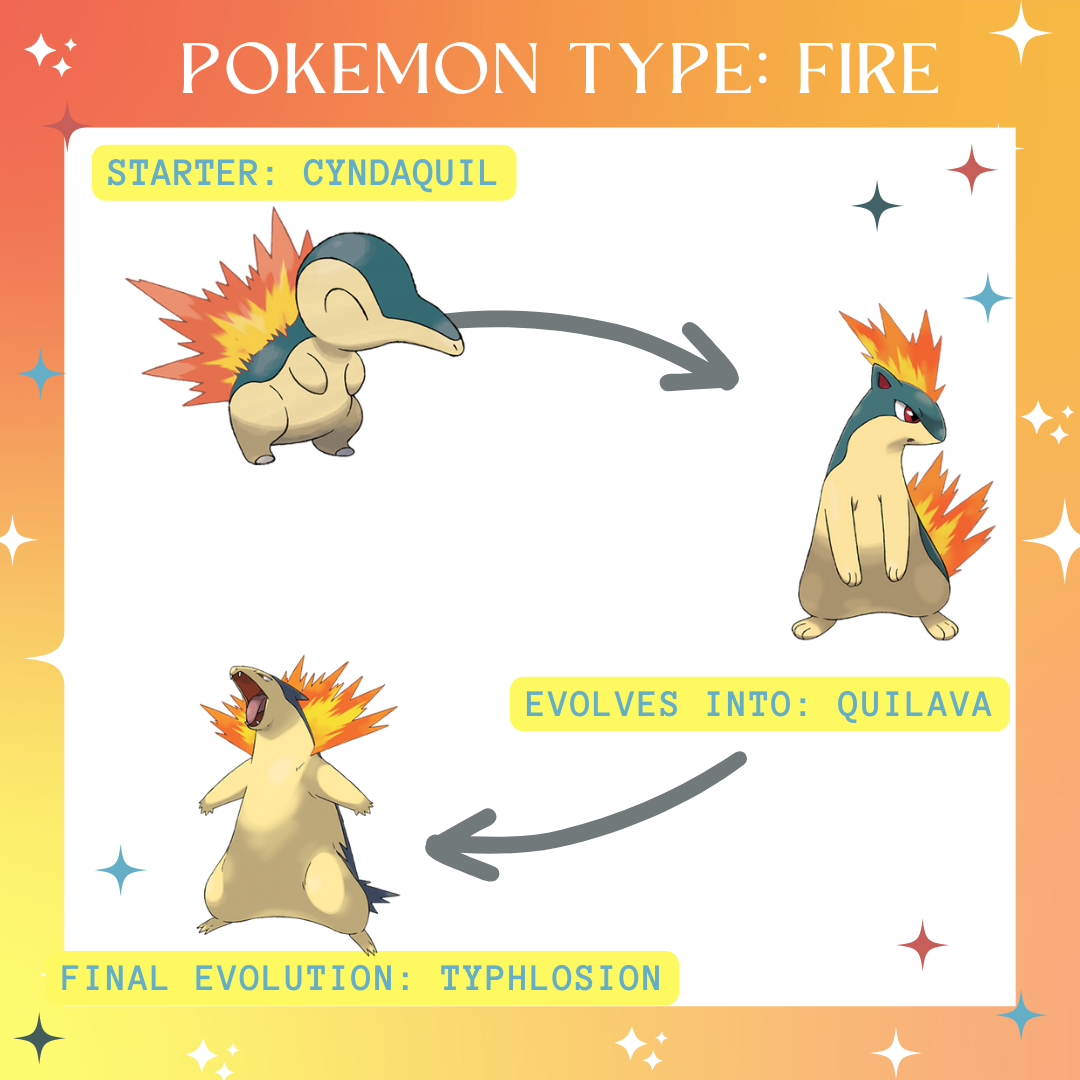 POKEMON TYPE: FIRE
STARTER: CYNDAQUIL
EVOLVES INTO: QUILAVA
FINAL EVOLUTION: TYPHLOSION